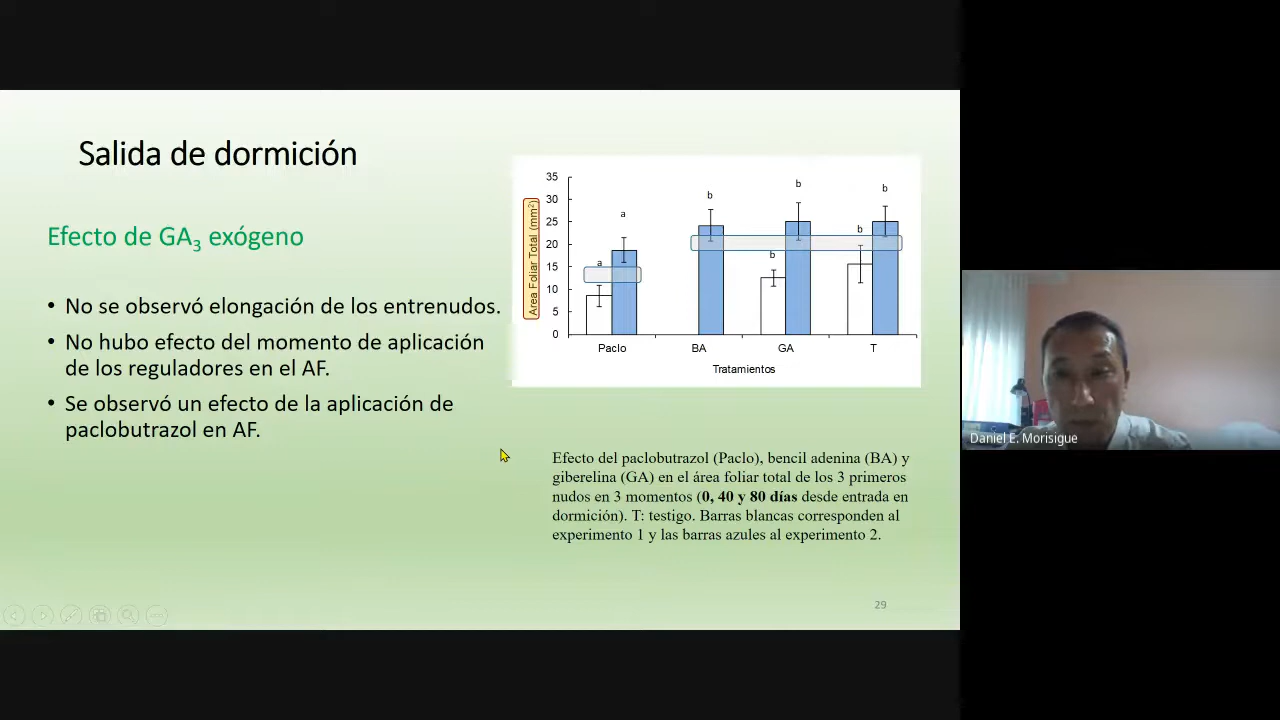 Salida de dormición
Efecto de GA3 exógeno
• No se observó elongación de los entrenudos.
• No hubo efecto del momento de aplicación
de los reguladores en el AF.
• Se observó un efecto de la aplicación de
paclobutrazol en AF.
Area Foliar Total (mm2)
35
30
25
20
15
10
5
0
a
a
b
b
b
b
b
Paclo
BA
GA
T
Tratamientos
Efecto del paclobutrazol (Paclo), bencil adenina (BA) y
giberelina (GA) en el área foliar total de los 3 primeros
nudos en 3 momentos (0, 40 y 80 días desde entrada en
dormición). T: testigo. Barras blancas corresponden al
experimento 1 y las barras azules al experimento 2.
29
Daniel E. Morisigue